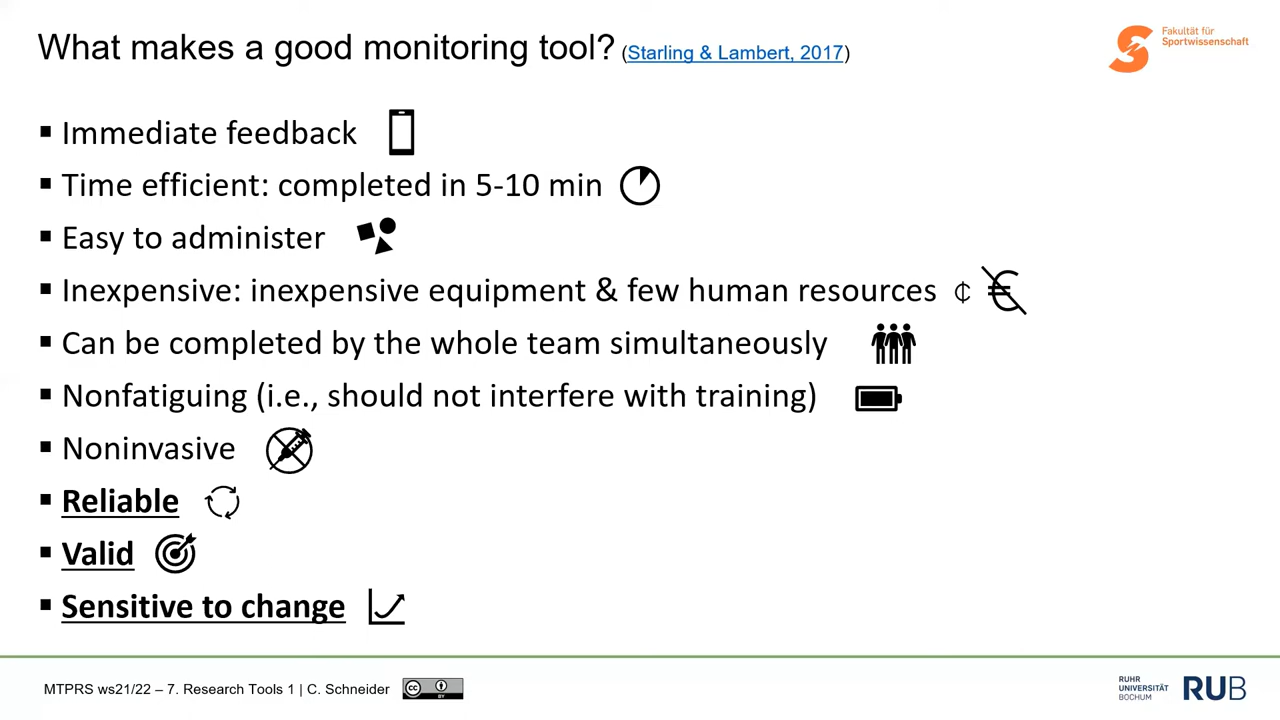 What makes a good monitoring tool? (Starling & Lambert, 2017)
Fakultät für
Sportwissenschaft
▪ Immediate feedback
▪ Time efficient: completed in 5-10 min
▪ Easy to administer
▪ Inexpensive: inexpensive equipment & few human resources ¢ €
▪ Can be completed by the whole team simultaneously
▪ Nonfatiguing (i.e., should not interfere with training)
▪ Noninvasive
▪ Reliable
▪ Valid
▪ Sensitive to change
MTPRS ws21/22 – 7. Research Tools 1 | C. Schneider
cc BY
RUHR
UNIVERSITÄT
BOCHUM
RUB